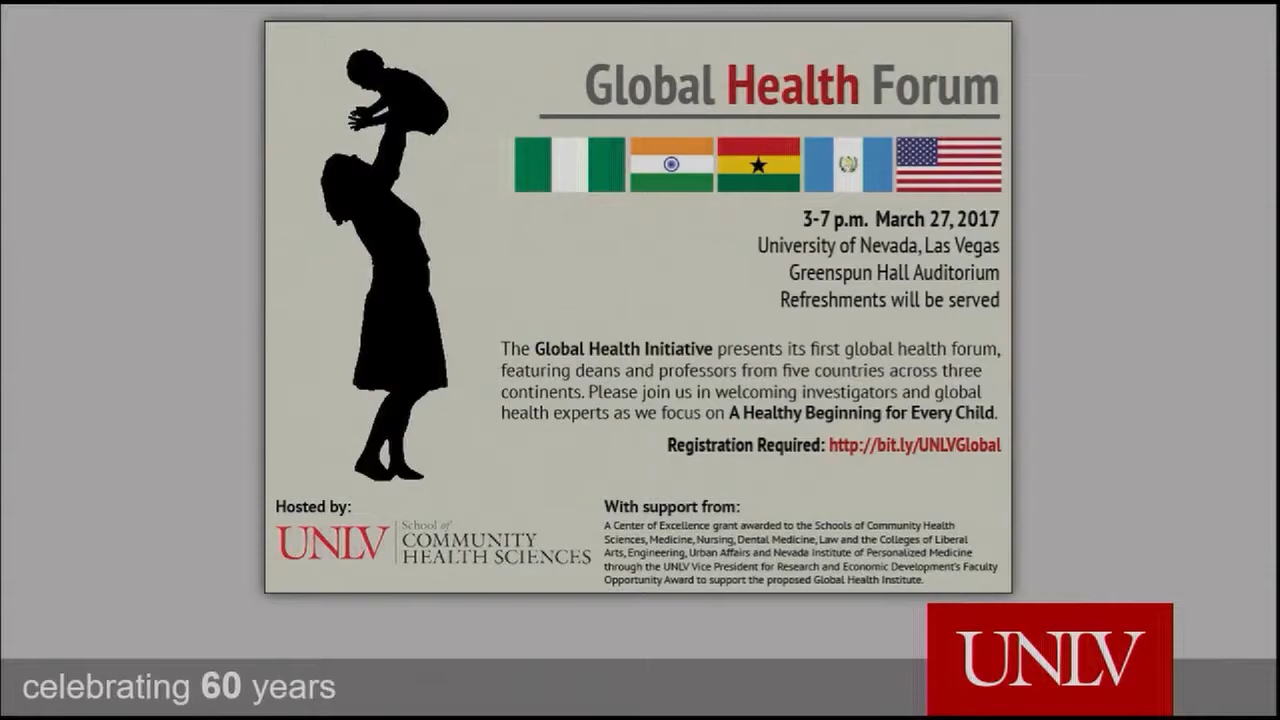 Global Health Forum
3-7 p.m. March 27, 2017
University of Nevada, Las Vegas
Greenspun Hall Auditorium
Refreshments will be served
The Global Health Initiative presents its first global health forum,
featuring deans and professors from five countries across three
continents. Please join us in welcoming investigators and global
health experts as we focus on A Healthy Beginning for Every Child.
Registration Required: http://bit.ly/UNLVGlobal
Hosted by:
UNLV
School of
COMMUNITY
HEALTH SCIENCES
With support from:
A Center of Excellence grant awarded to the Schools of Community Health
Sciences, Medicine, Nursing, Dental Medicine, Law and the Colleges of Liberal
Arts, Engineering, Urban Affairs and Nevada Institute of Personalized Medicine
through the UNLV Vice President for Research and Economic Development's Faculty
Opportunity Award to support the proposed Global Health Institute.
celebrating 60 years
UNLV